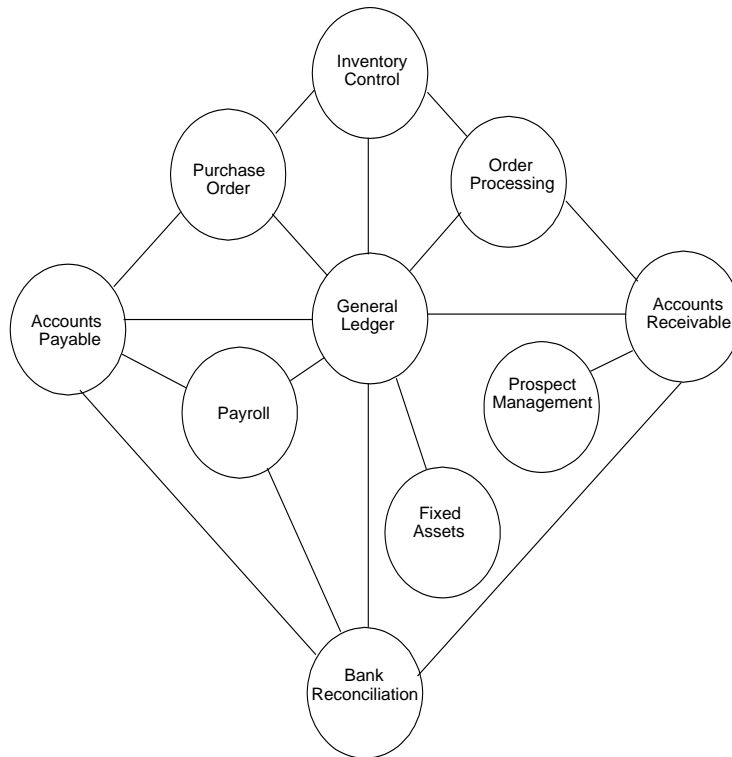 Inventory
Control
Purchase
Order
Order
Processing
General
Ledger
Accounts
Payable
Accounts
Receivable
Payroll
Prospect
Management
Fixed
Assets
Bank
Reconciliation